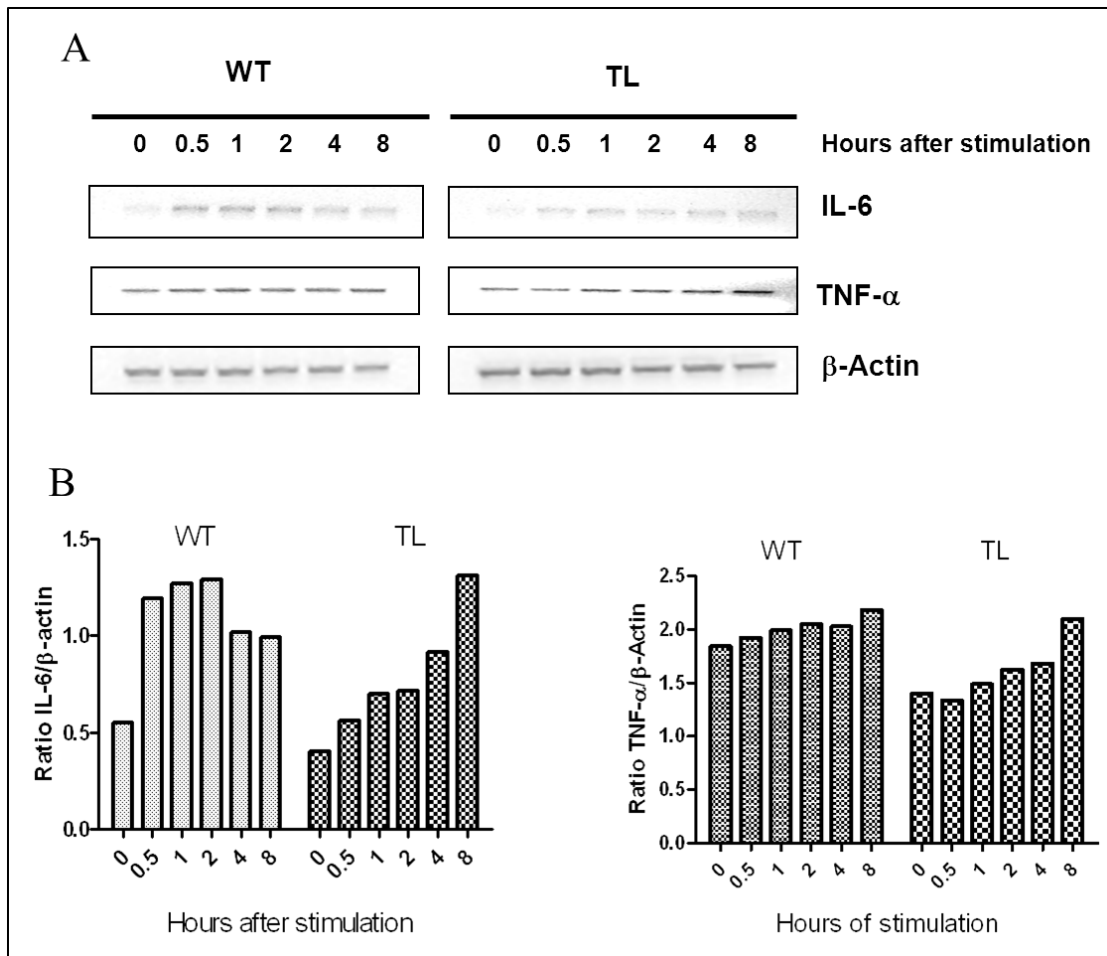 A
WT TL
0 0.5 1 2 4 8 0 0.5 1 2 4 8 Hours after stimulation
IL-6
TNF-α
β-Actin
B
WT TL
Ratio IL-6/β-actin
1.5
1.0
0.5
0.0
0 0.5 1 2 4 8 0 0.5 1 2 4 8
Hours after stimulation
WT TL
Ratio TNF-α/β-Actin
2.5
2.0
1.5
1.0
0.5
0.0
0 0.5 1 2 4 8 0 0.5 1 2 4 8
Hours of stimulation